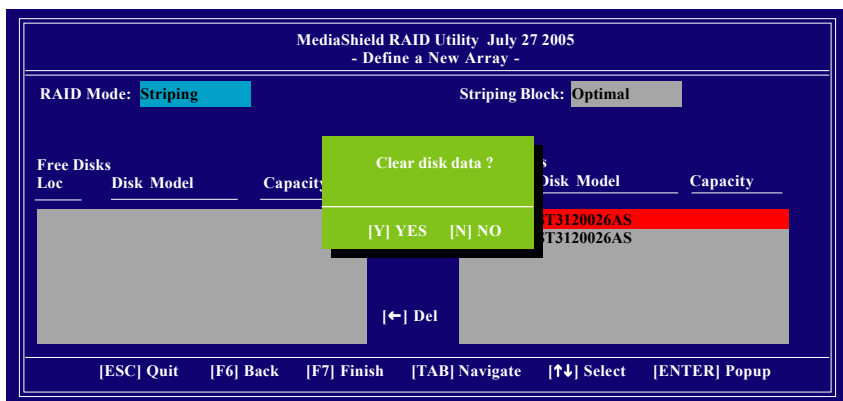 MediaShield RAID Utility July 27 2005
- Define a New Array -
RAID Mode: Striping
Striping Block: Optimal
Clear disk data ?
[Y] YES [N] NO
Free Disks
Loc Disk Model Capacity
s
Disk Model Capacity
ST3120026AS
ST3120026AS
[←] Del
[ESC] Quit [F6] Back [F7] Finish [TAB] Navigate [↑↓] Select [ENTER] Popup